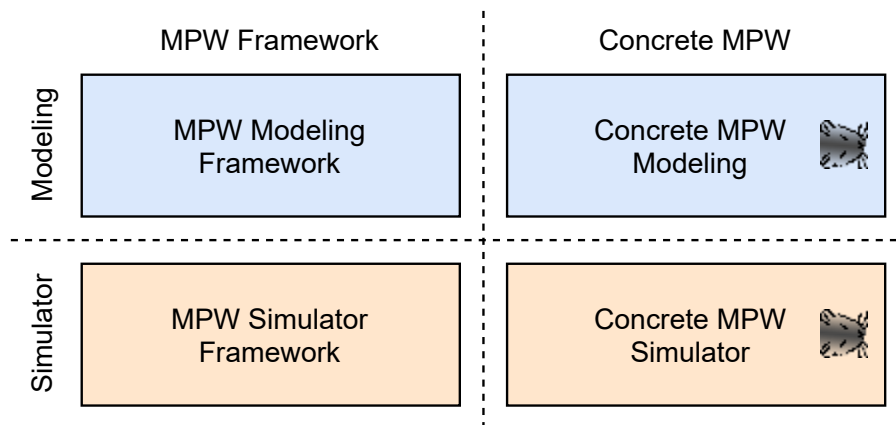 MPW Framework
Concrete MPW
Modeling
MPW Modeling
Framework
Concrete MPW
Modeling
Simulator
MPW Simulator
Framework
Concrete MPW
Simulator